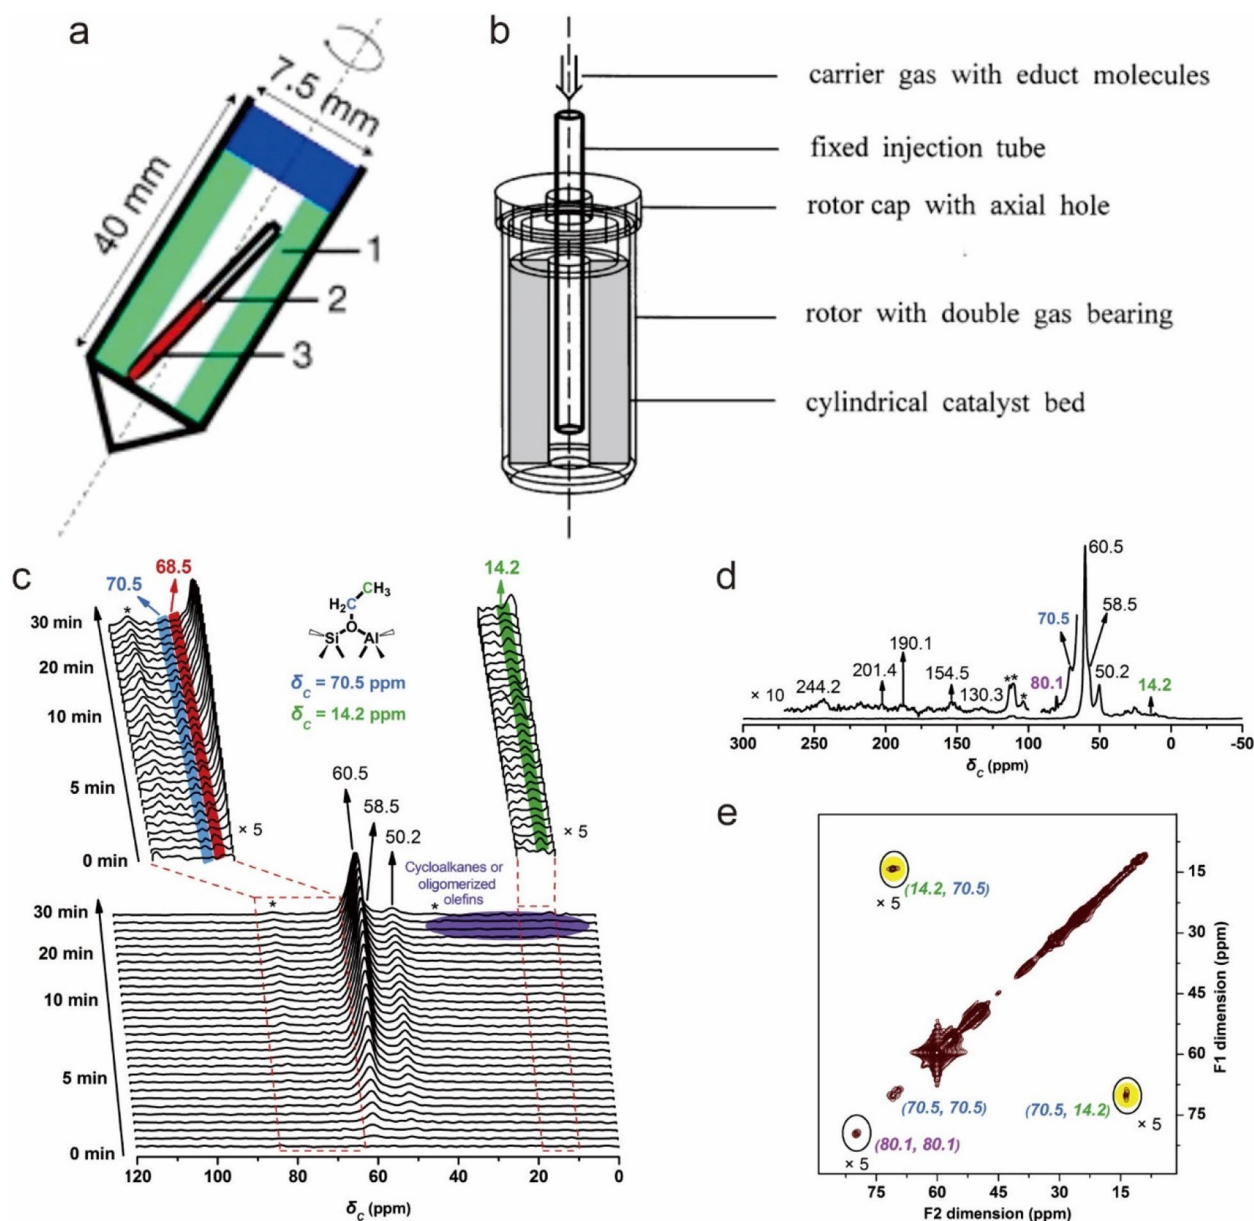 a
7.5 mm
40 mm
1
2
3
b
carrier gas with educt molecules
fixed injection tube
rotor cap with axial hole
rotor with double gas bearing
cylindrical catalyst bed
c
70.5
68.5
14.2
*
30 min
20 min
10 min
5 min
0 min
× 5
× 5
CH₃
H₂C
O
Si
Al
δC = 70.5 ppm
δC = 14.2 ppm
60.5
58.5
50.2
Cycloalkanes or
oligomerized
olefins
*
*
30 min
20 min
10 min
5 min
0 min
120
100
80
60
40
20
0
δC (ppm)
d
60.5
58.5
70.5
50.2
14.2
80.1
190.1
201.4
154.5
244.2
130.3
**
*
× 10
300
250
200
150
100
50
0
-50
δC (ppm)
e
(14.2, 70.5)
× 5
(70.5, 70.5)
(70.5, 14.2)
× 5
(80.1, 80.1)
× 5
15
30
45
60
75
F1 dimension (ppm)
75
60
45
30
15
F2 dimension (ppm)